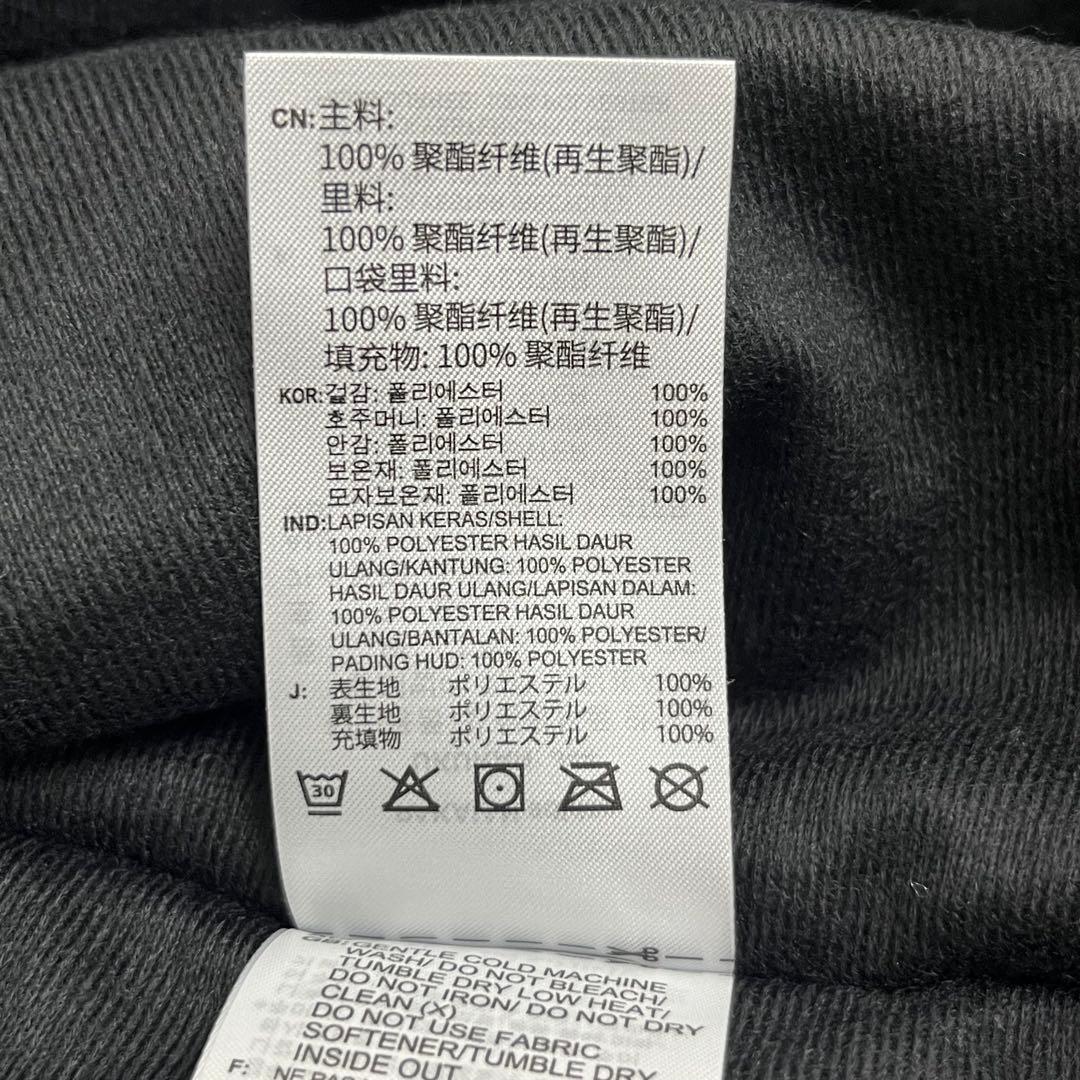 CN: 主料:
100% 聚酯纤维(再生聚酯)/
里料:
100% 聚酯纤维(再生聚酯)/
口袋里料:
100% 聚酯纤维(再生聚酯)/
填充物: 100% 聚酯纤维
KOR: 겉감: 폴리에스터 100%
호주머니: 폴리에스터 100%
안감: 폴리에스터 100%
보온재: 폴리에스터 100%
모자보온재: 폴리에스터 100%
IND: LAPISAN KERAS/SHELL:
100% POLYESTER HASIL DAUR
ULANG/KANTUNG: 100% POLYESTER
HASIL DAUR ULANG/LAPISAN DALAM:
100% POLYESTER HASIL DAUR
ULANG/BANTALAN: 100% POLYESTER/
PADING HUD: 100% POLYESTER
J: 表生地 ポリエステル 100%
裏生地 ポリエステル 100%
充填物 ポリエステル 100%
30
GB: GENTLE COLD MACHINE
WASH/ DO NOT BLEACH/
TUMBLE DRY LOW HEAT/
DO NOT IRON/ DO NOT DRY
CLEAN (X)
DO NOT USE FABRIC
SOFTENER/TUMBLE DRY
INSIDE OUT
F: NE PAS